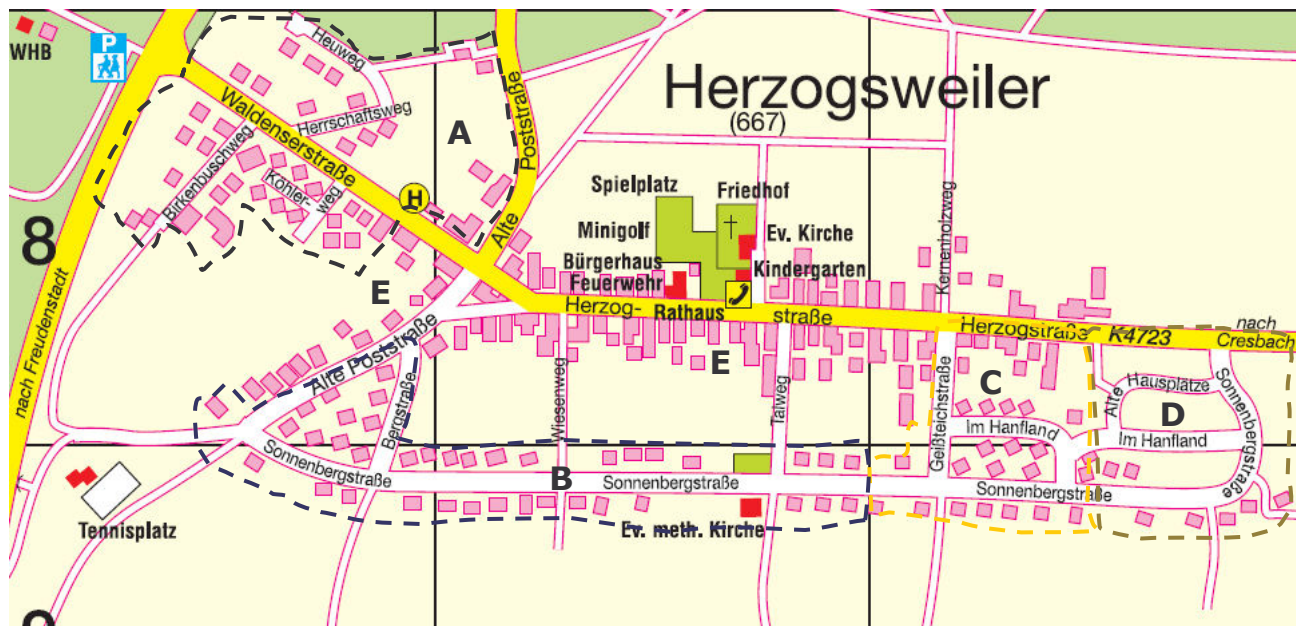 WHB
P
Heuweg
Herrschaftsweg
Waldenserstraße
Birkenbuschweg
Köhler-
weg
A
H
Poststraße
Alte
Herzogsweiler
(667)
Spielplatz
Friedhof
Minigolf
Ev. Kirche
Bürgerhaus
Kindergarten
Feuerwehr
Rathaus
Herzog-
straße
Kernenholzweg
8
E
nach Freudenstadt
Alte Poststraße
Bergstraße
Wiesenweg
E
Talweg
Herzogstraße
K4723
nach
Cresbach
Geißteichstraße
C
Im Hanfland
Alte
Hausplätze
D
Im Hanfland
Sonnenbergstraße
Sonnenbergstraße
B
Sonnenbergstraße
Sonnenbergstraße
Tennisplatz
Ev. meth. Kirche
9